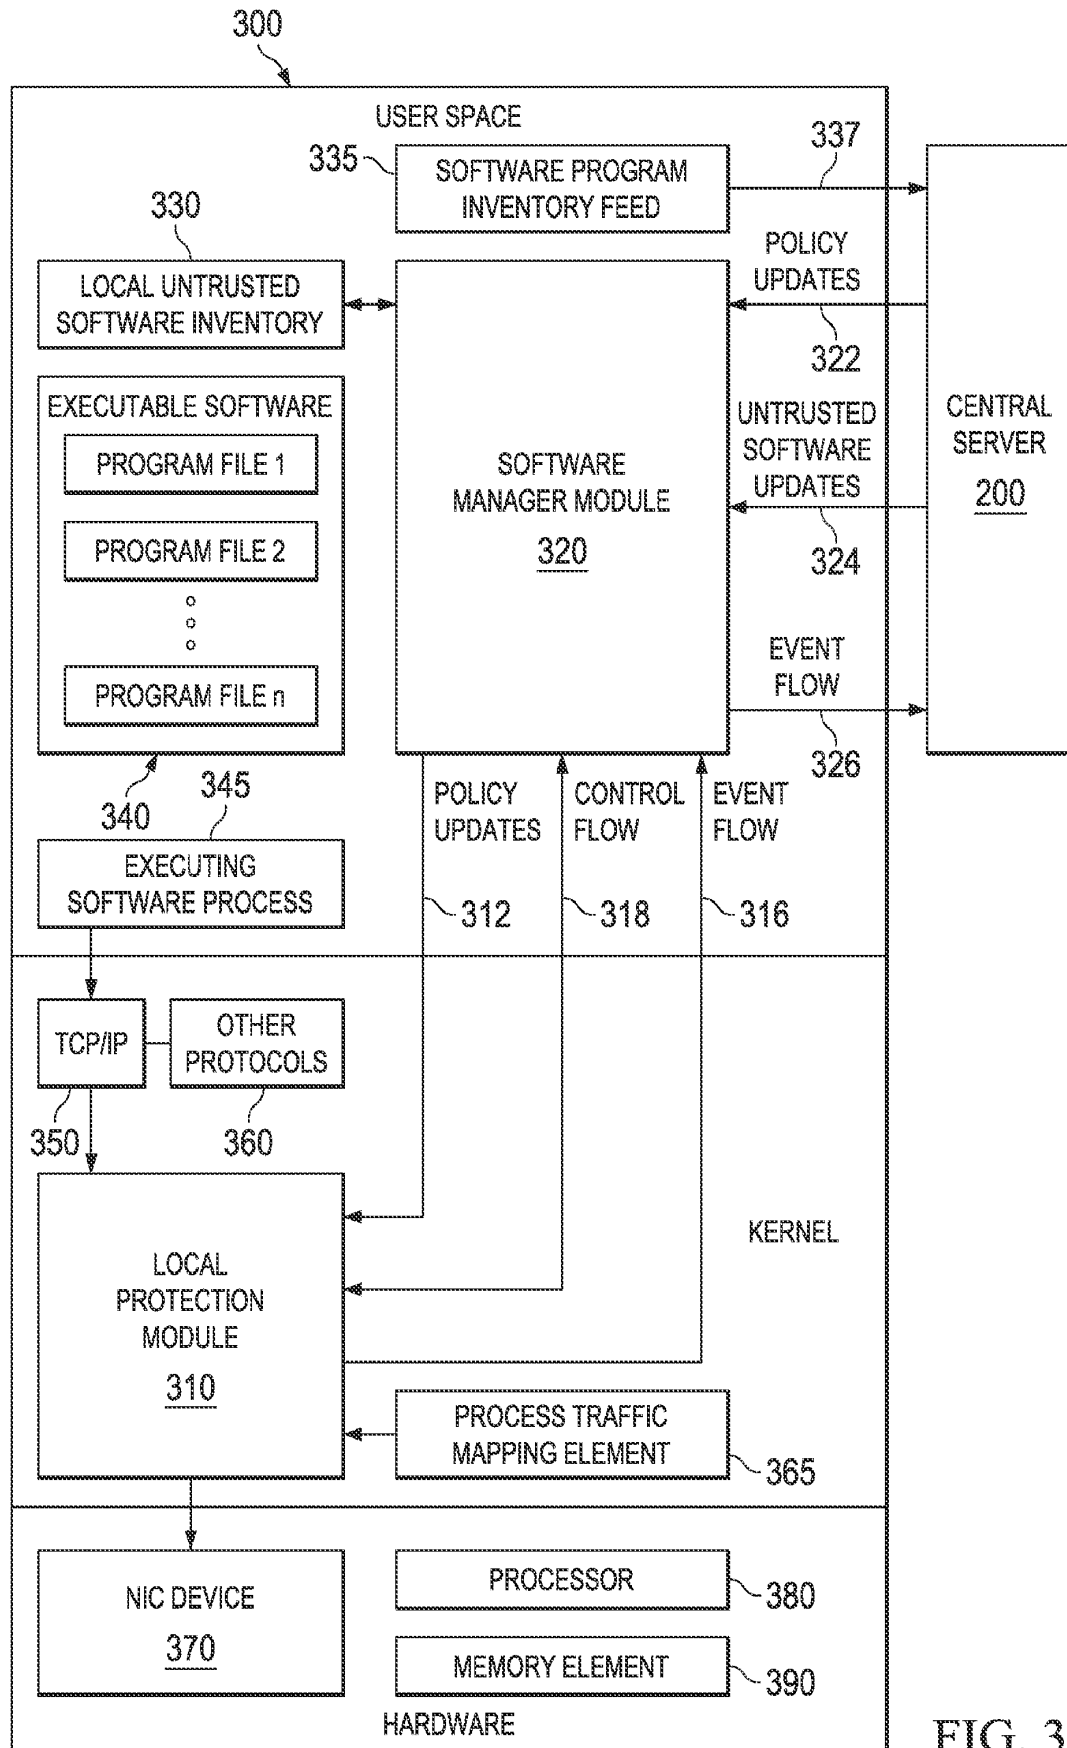 300
USER SPACE
335
SOFTWARE PROGRAM
INVENTORY FEED
337
330
LOCAL UNTRUSTED
SOFTWARE INVENTORY
POLICY
UPDATES
322
EXECUTABLE SOFTWARE
PROGRAM FILE 1
PROGRAM FILE 2
PROGRAM FILE n
340
SOFTWARE
MANAGER MODULE
320
UNTRUSTED
SOFTWARE
UPDATES
324
CENTRAL
SERVER
200
EVENT
FLOW
326
345
EXECUTING
SOFTWARE PROCESS
POLICY
UPDATES
312
CONTROL
FLOW
318
EVENT
FLOW
316
TCP/IP
350
OTHER
PROTOCOLS
360
KERNEL
LOCAL
PROTECTION
MODULE
310
PROCESS TRAFFIC
MAPPING ELEMENT
365
NIC DEVICE
370
PROCESSOR
380
MEMORY ELEMENT
390
HARDWARE
FIG. 3